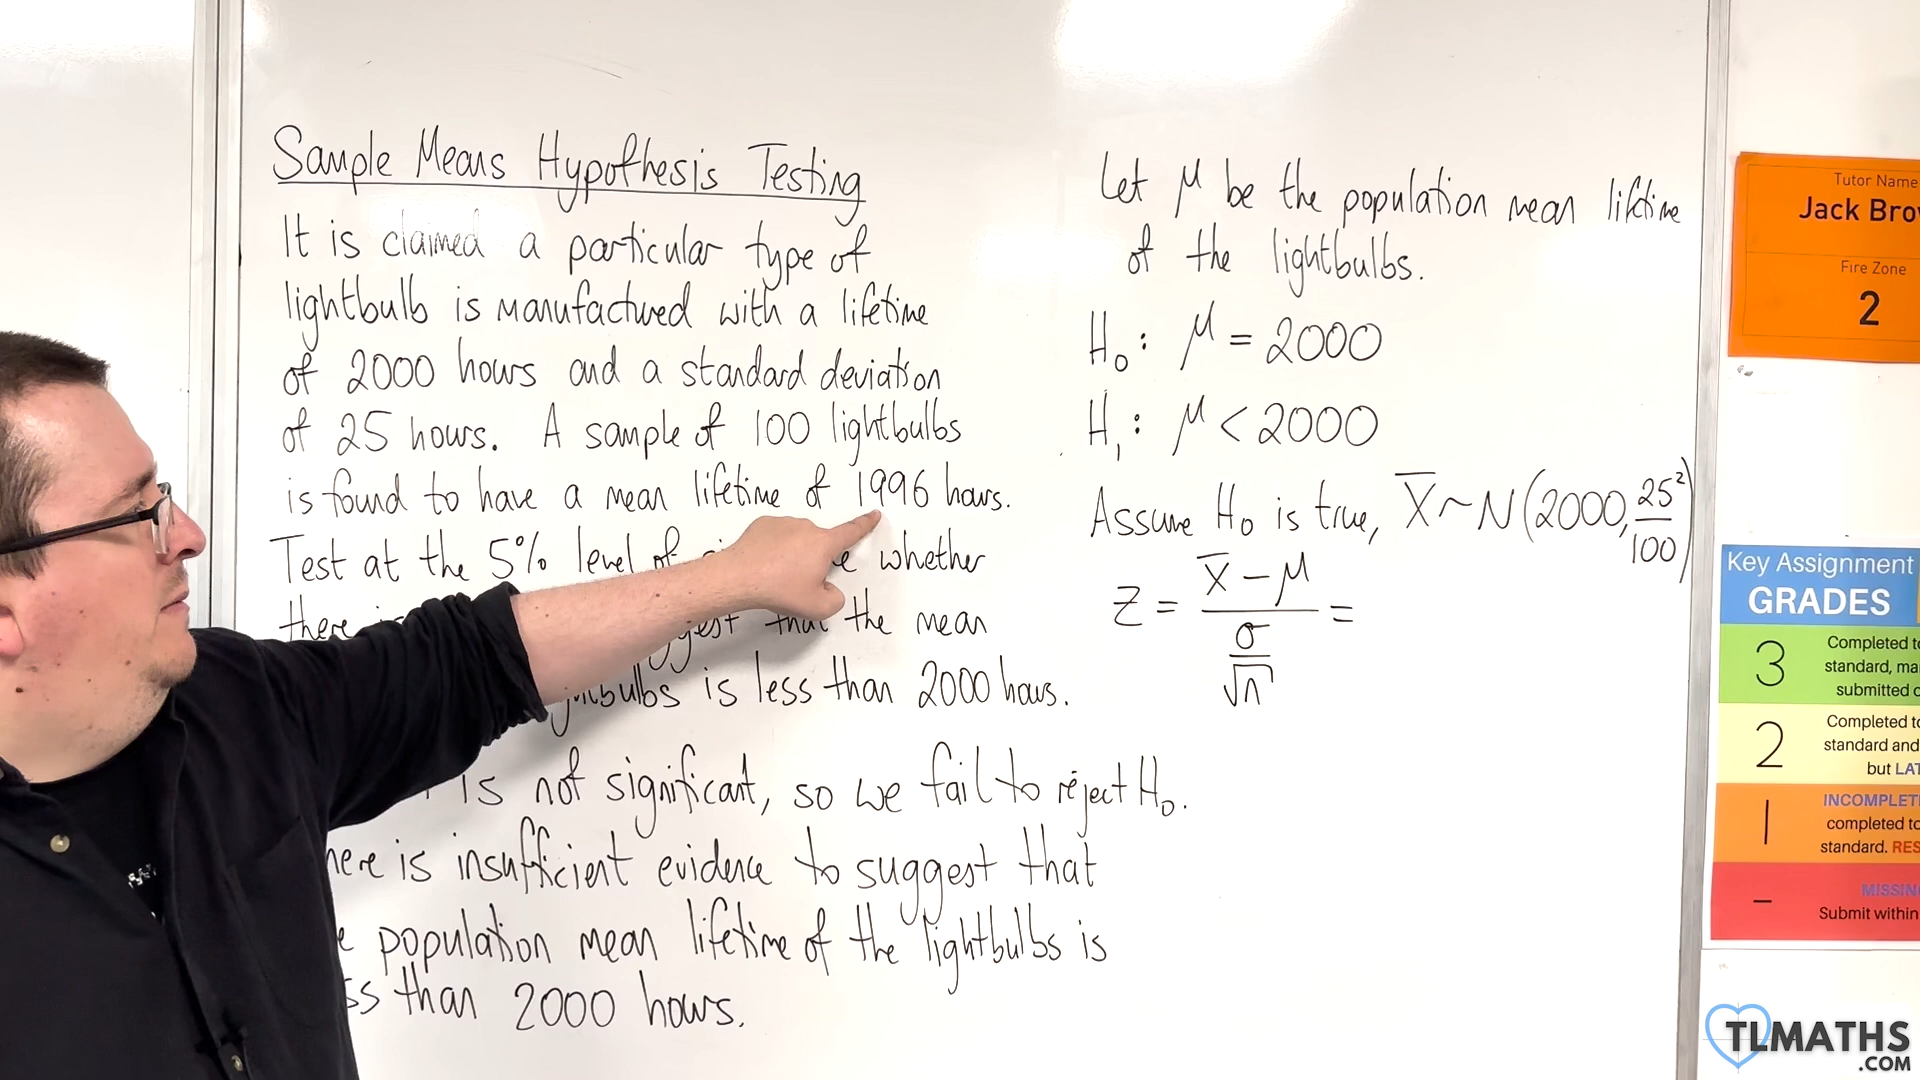 Sample Means Hypothesis Testing
It is claimed a particular type of
lightbulb is manufactured with a lifetime
of 2000 hours and a standard deviation
of 25 hours. A sample of 100 lightbulbs
is found to have a mean lifetime of 1996 hours.
Test at the 5% level of whether
there that the mean
is less than 2000 hours.
is not significant, so we fail to reject H₀.
is insufficient evidence to suggest that
population mean lifetime of the lightbulbs is
than 2000 hours.
Let μ be the population mean lifetime
of the lightbulbs.
H₀: μ = 2000
H₁: μ < 2000
Assume H₀ is true, X̄ ~ N(2000, 25²/100)
Z = (X̄ − μ)/(σ/√n) =
Tutor Name
Jack
Fire Zone
2
Key Assignment
GRADES
3
Completed
standard,
submitted
2
Completed
standard and
but
1
completed
standard.
-
Submit within
TLMATHS
.COM